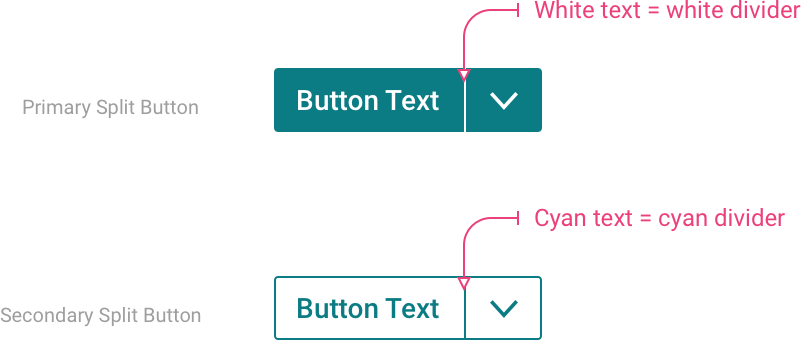 White text = white divider
Primary Split Button
Button Text
Cyan text = cyan divider
Secondary Split Button
Button Text